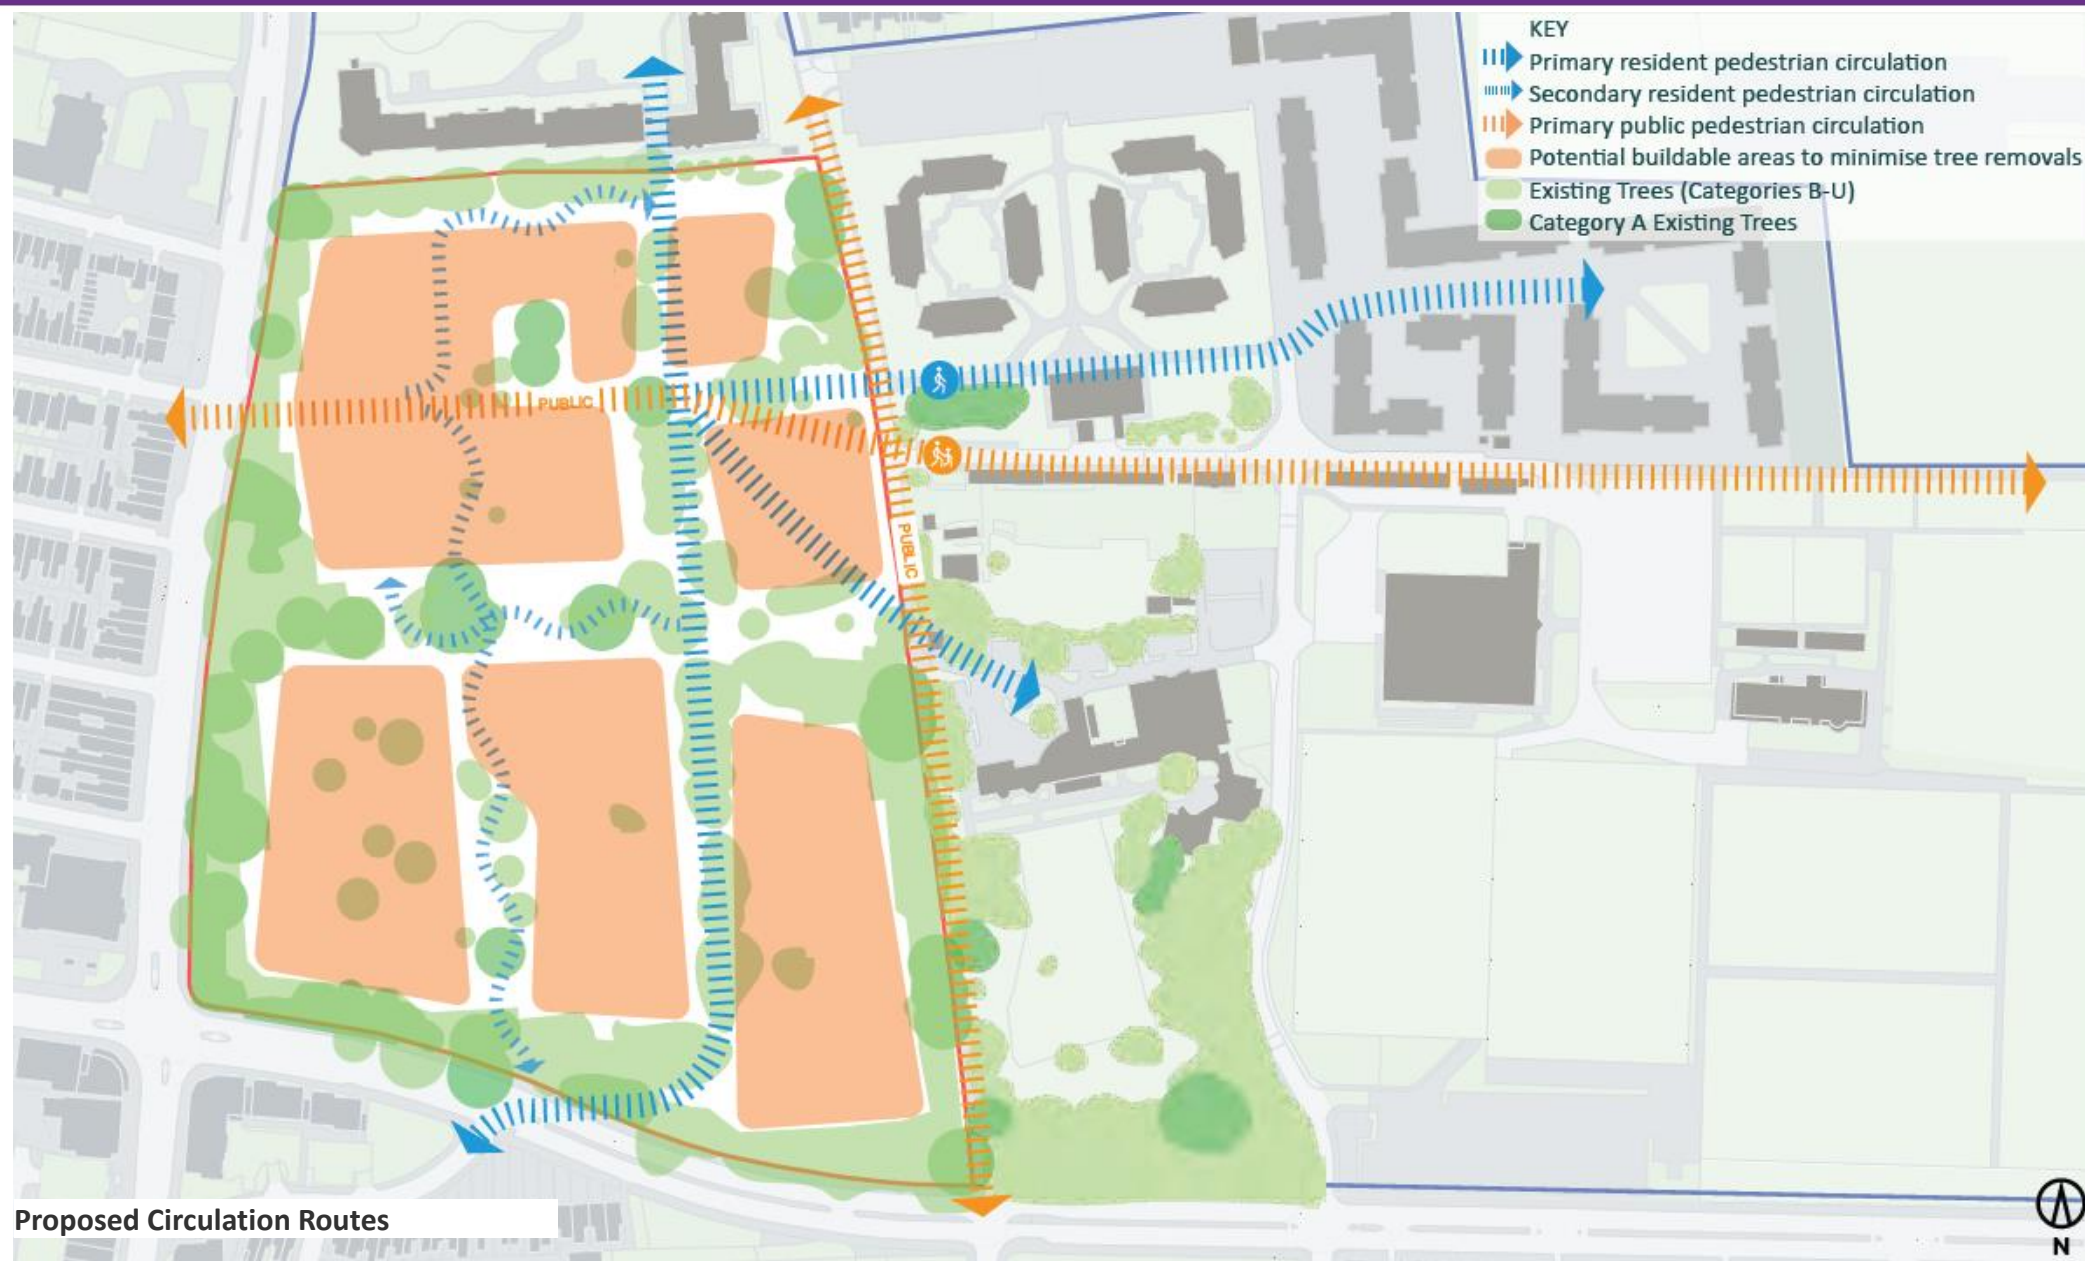 KEY
Primary resident pedestrian circulation
Secondary resident pedestrian circulation
Primary public pedestrian circulation
Potential buildable areas to minimise tree removals
Existing Trees (Categories B-U)
Category A Existing Trees
PUBLIC
PUBLIC
Proposed Circulation Routes
N